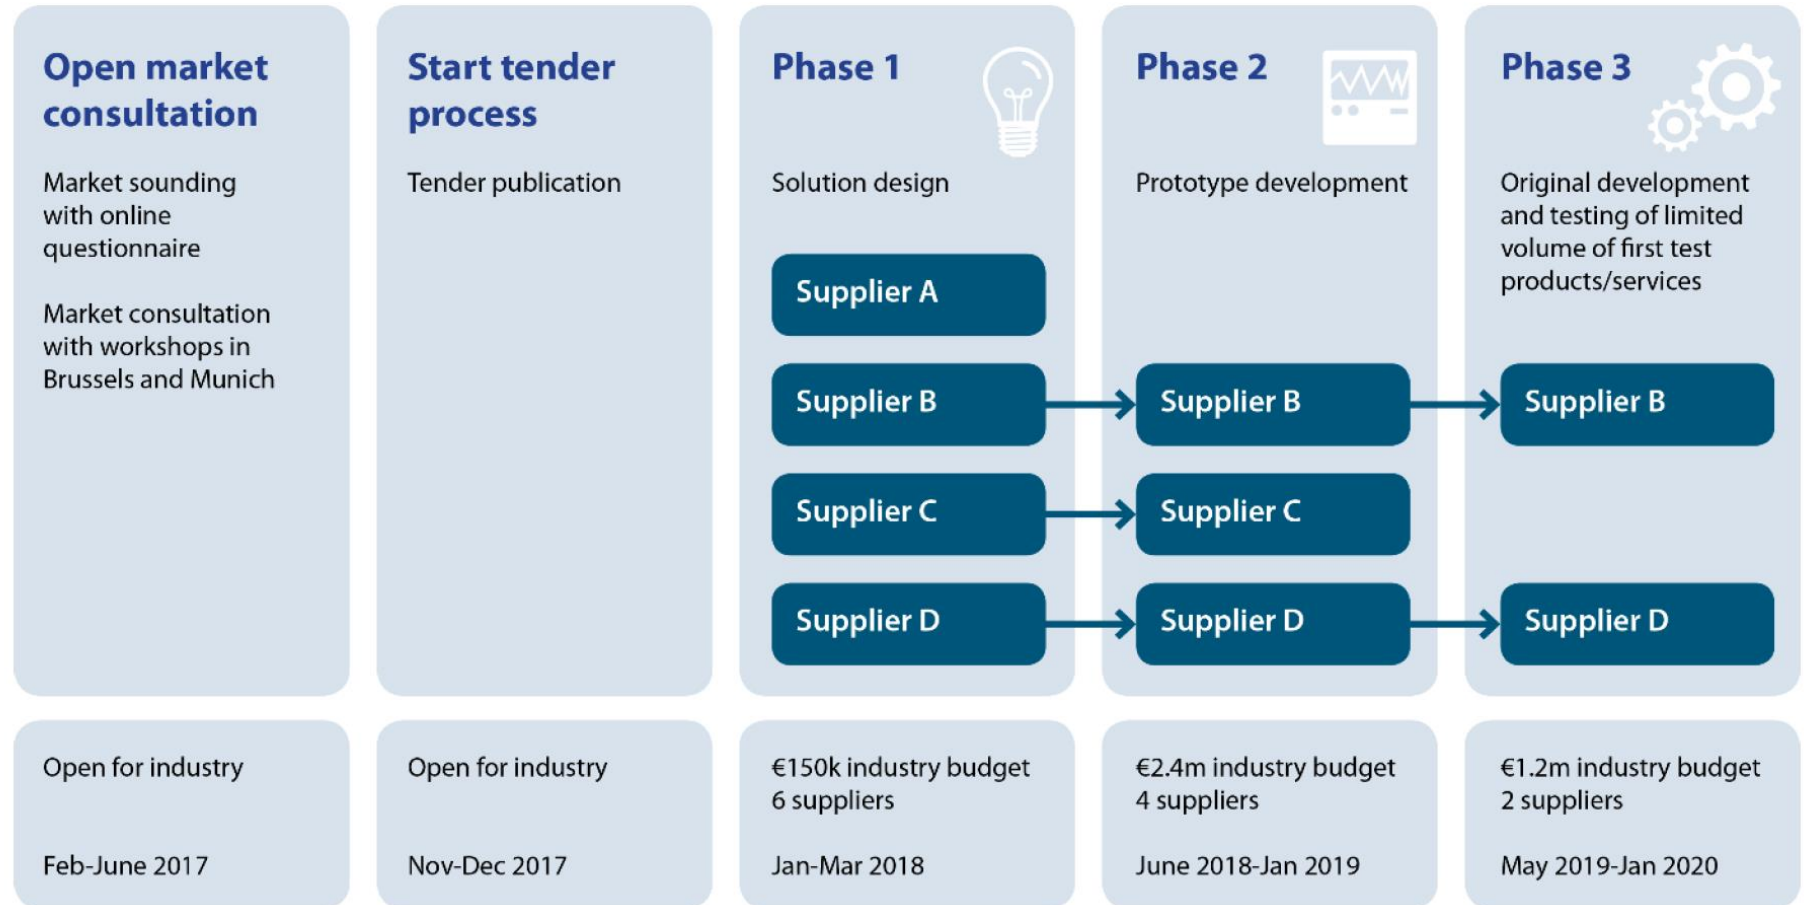 Open market
consultation
Market sounding
with online
questionnaire
Market consultation
with workshops in
Brussels and Munich
Start tender
process
Tender publication
Phase 1
Solution design
Supplier A
Supplier B
Supplier C
Supplier D
Phase 2
Prototype development
Supplier B
Supplier C
Supplier D
Phase 3
Original development
and testing of limited
volume of first test
products/services
Supplier B
Supplier D
Open for industry
Feb-June 2017
Open for industry
Nov-Dec 2017
€150k industry budget
6 suppliers
Jan-Mar 2018
€2.4m industry budget
4 suppliers
June 2018-Jan 2019
€1.2m industry budget
2 suppliers
May 2019-Jan 2020